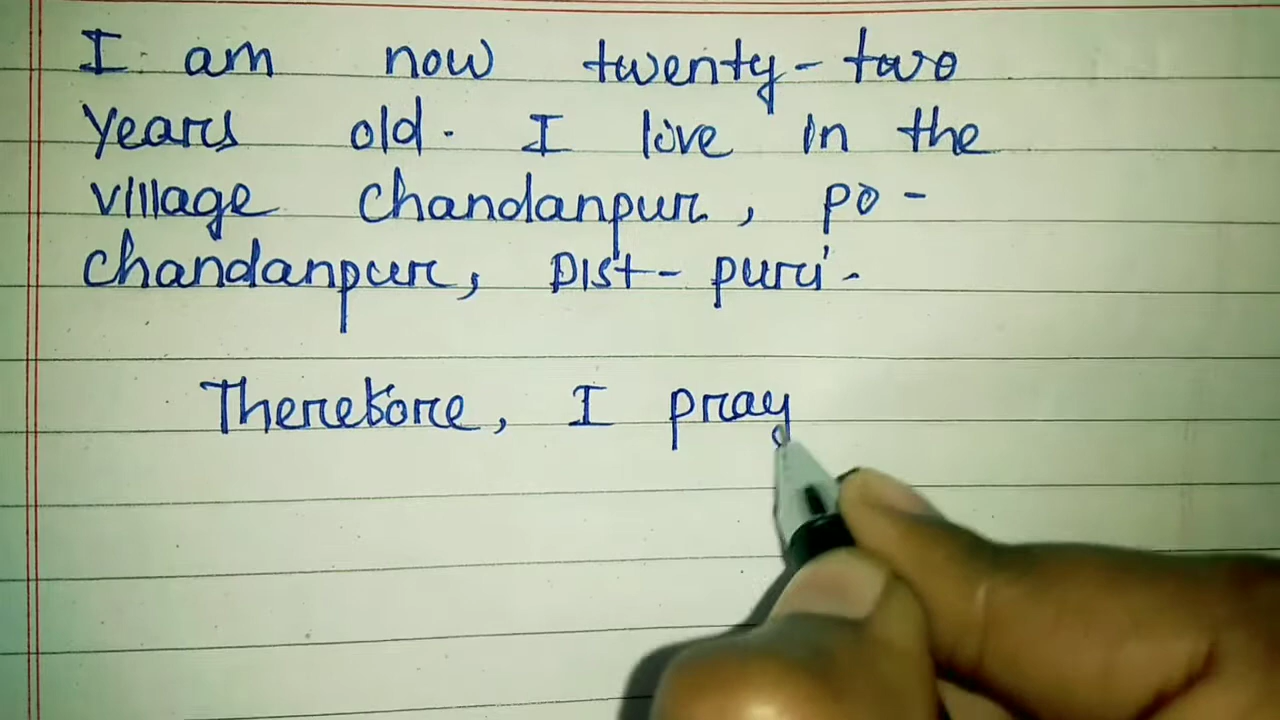 I am now twenty-two
years old. I live in the
village chandanpur, po-
chandanpur, Dist- puri.
Therefore, I pray